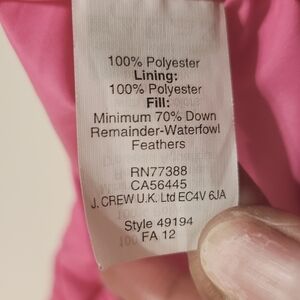 100% Polyester
Lining:
100% Polyester
Fill:
Minimum 70% Down
Remainder-Waterfowl
Feathers
RN77388
CA56445
J. CREW U.K. Ltd EC4V 6JA
Style 49194
FA 12